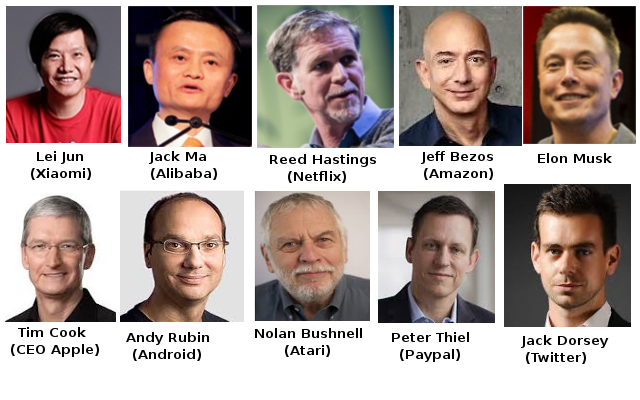 Lei Jun
(Xiaomi)
Jack Ma
(Alibaba)
Reed Hastings
(Netflix)
Jeff Bezos
(Amazon)
Elon Musk
Tim Cook
(CEO Apple)
Andy Rubin
(Android)
Nolan Bushnell
(Atari)
Peter Thiel
(Paypal)
Jack Dorsey
(Twitter)